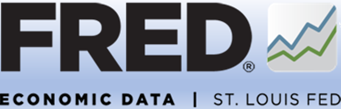 FRED®
ECONOMIC DATA | ST. LOUIS FED